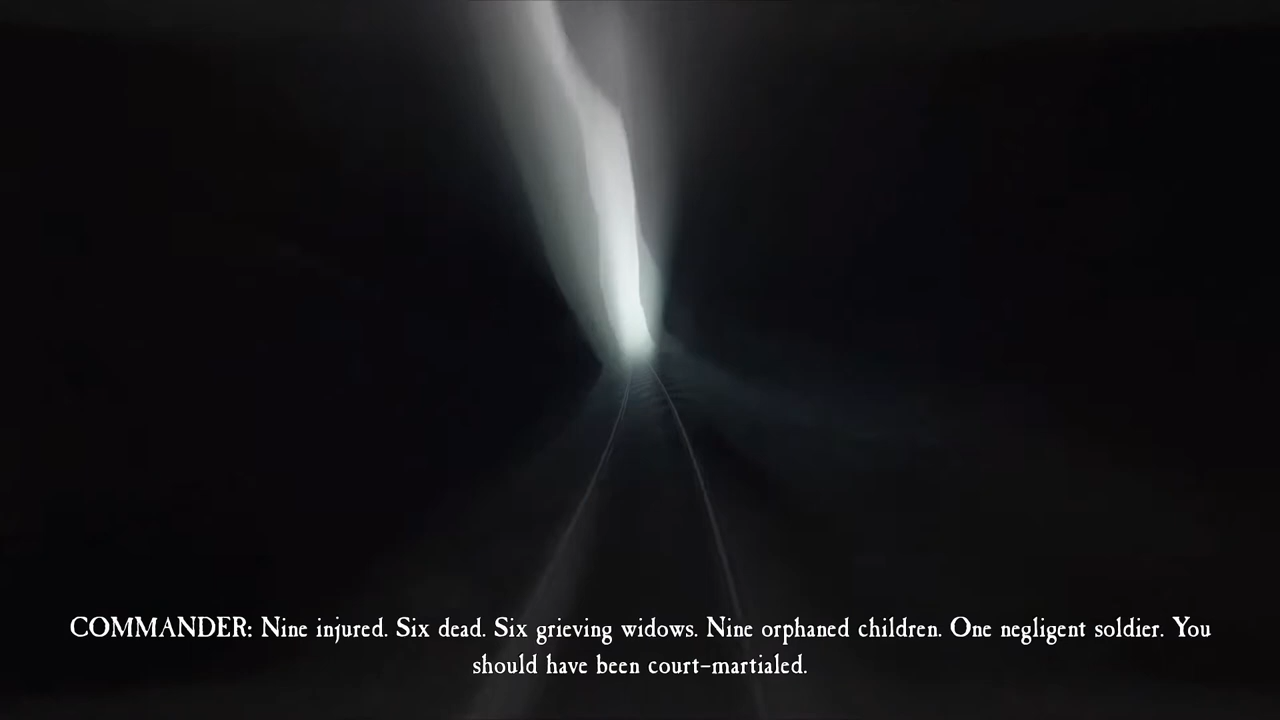 COMMANDER: Nine injured. Six dead. Six grieving widows. Nine orphaned children. One negligent soldier. You
should have been court-martialed.